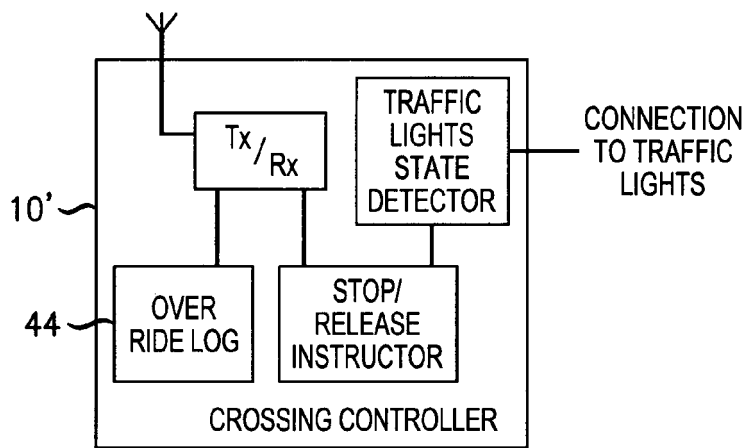 Tx/Rx
TRAFFIC
LIGHTS
STATE
DETECTOR
CONNECTION
TO TRAFFIC
LIGHTS
10'
44
OVER
RIDE LOG
STOP/
RELEASE
INSTRUCTOR
CROSSING CONTROLLER